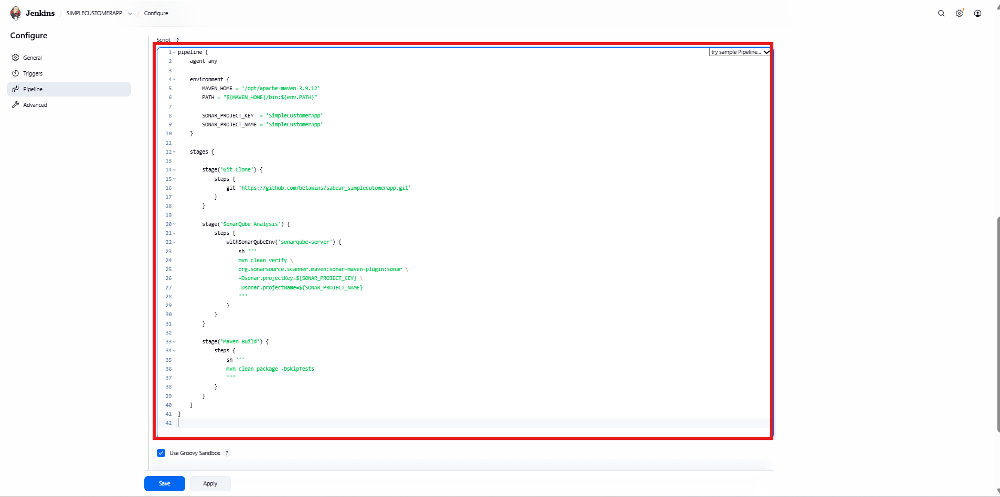 Jenkins / SIMPLECUSTOMERAPP / Configure
Configure
General
Triggers
Pipeline
Advanced
Script ?
try sample Pipeline...
1 pipeline {
2     agent any
3
4     environment {
5         MAVEN_HOME = '/opt/apache-maven-3.9.12'
6         PATH = "${MAVEN_HOME}/bin:${env.PATH}"
7
8         SONAR_PROJECT_KEY  = 'SimpleCustomerApp'
9         SONAR_PROJECT_NAME = 'SimpleCustomerApp'
10     }
11
12     stages {
13
14         stage('Git Clone') {
15             steps {
16                 git 'https://github.com/betawins/sabear_simplecutomerapp.git'
17             }
18         }
19
20         stage('SonarQube Analysis') {
21             steps {
22                 withSonarQubeEnv('sonarqube-server') {
23                     sh '''
24                     mvn clean verify \
25                     org.sonarsource.scanner.maven:sonar-maven-plugin:sonar \
26                     -Dsonar.projectKey=${SONAR_PROJECT_KEY} \
27                     -Dsonar.projectName=${SONAR_PROJECT_NAME}
28                     '''
29                 }
30             }
31         }
32
33         stage('Maven Build') {
34             steps {
35                 sh '''
36                 mvn clean package -DskipTests
37                 '''
38             }
39         }
40     }
41 }
42
Use Groovy Sandbox ?
Save
Apply